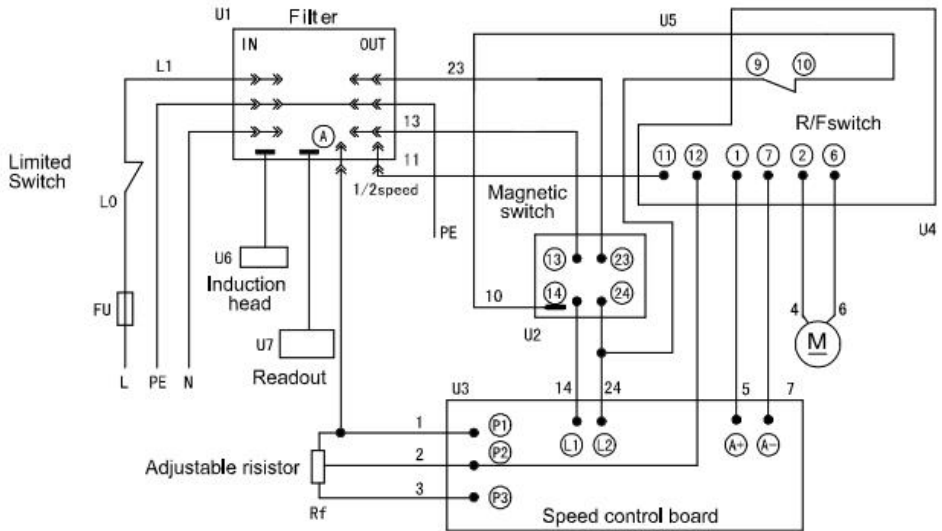 U1 Filter
U5
IN OUT
L1
23
9 10
R/Fswitch
A
13
11
11 12 1 7 2 6
Limited
Switch
1/2speed
Magnetic
switch
L0
PE
U4
U6
13 23
Induction
head
14 24
10
FU
4 6
U2
M
U7
Readout
L PE N
U3
14 24
5 7
1
P1
L1 L2
A+ A-
P2
2
Adjustable risistor
3
P3
Rf
Speed control board